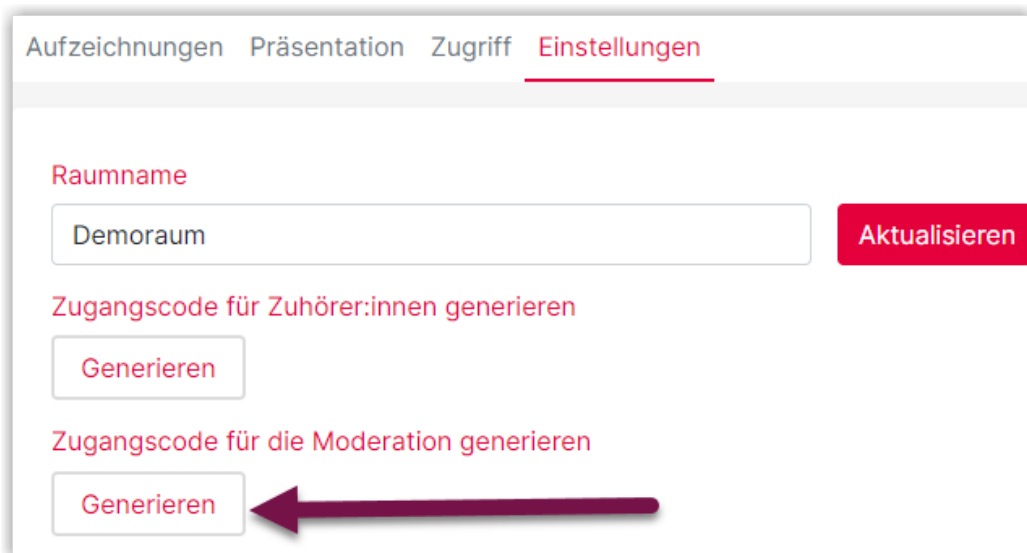 Aufzeichnungen Präsentation Zugriff Einstellungen
Raumname
Demoraum Aktualisieren
Zugangscode für Zuhörer:innen generieren
Generieren
Zugangscode für die Moderation generieren
Generieren